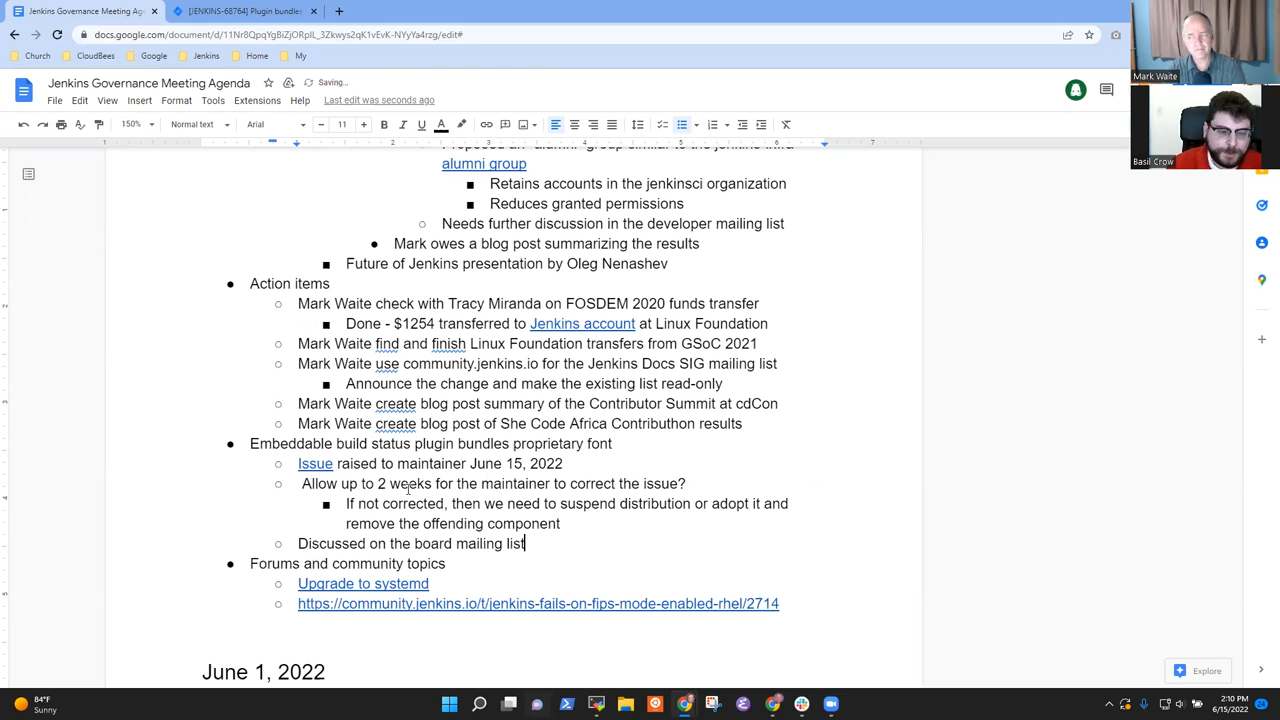 Jenkins Governance Meeting Agenda
[JENKINS-68764] Plugin bundles
docs.google.com/document/d/11Nr8QpqYgBiZjORpIL_3Zkwys2qK1vEvK-NYyYa4rzg/edit#
Church
CloudBees
Google
Jenkins
Home
My
Mark Waite
Basil Crow
Jenkins Governance Meeting Agenda
Saving...
File Edit View Insert Format Tools Extensions Help Last edit was seconds ago
150% Normal text Arial 11
alumni group
Retains accounts in the jenkinsci organization
Reduces granted permissions
Needs further discussion in the developer mailing list
Mark owes a blog post summarizing the results
Future of Jenkins presentation by Oleg Nenashev
Action items
Mark Waite check with Tracy Miranda on FOSDEM 2020 funds transfer
Done - $1254 transferred to Jenkins account at Linux Foundation
Mark Waite find and finish Linux Foundation transfers from GSoC 2021
Mark Waite use community.jenkins.io for the Jenkins Docs SIG mailing list
Announce the change and make the existing list read-only
Mark Waite create blog post summary of the Contributor Summit at cdCon
Mark Waite create blog post of She Code Africa Contributhon results
Embeddable build status plugin bundles proprietary font
Issue raised to maintainer June 15, 2022
Allow up to 2 weeks for the maintainer to correct the issue?
If not corrected, then we need to suspend distribution or adopt it and
remove the offending component
Discussed on the board mailing list
Forums and community topics
Upgrade to systemd
https://community.jenkins.io/t/jenkins-fails-on-fips-mode-enabled-rhel/2714
June 1, 2022
Explore
84°F
Sunny
2:10 PM
6/15/2022